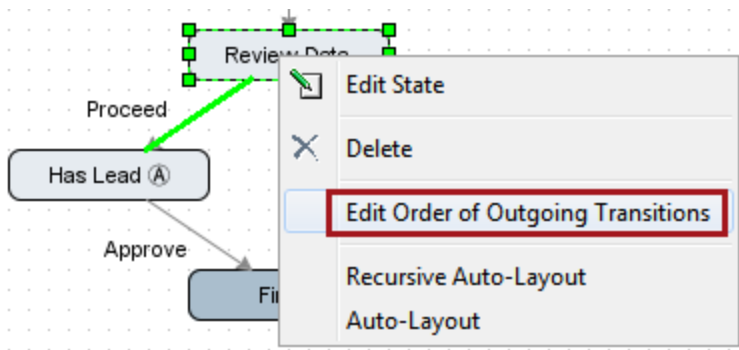 Review Data
Edit State
Proceed
Delete
Has Lead Ⓐ
Edit Order of Outgoing Transitions
Approve
Recursive Auto-Layout
Auto-Layout